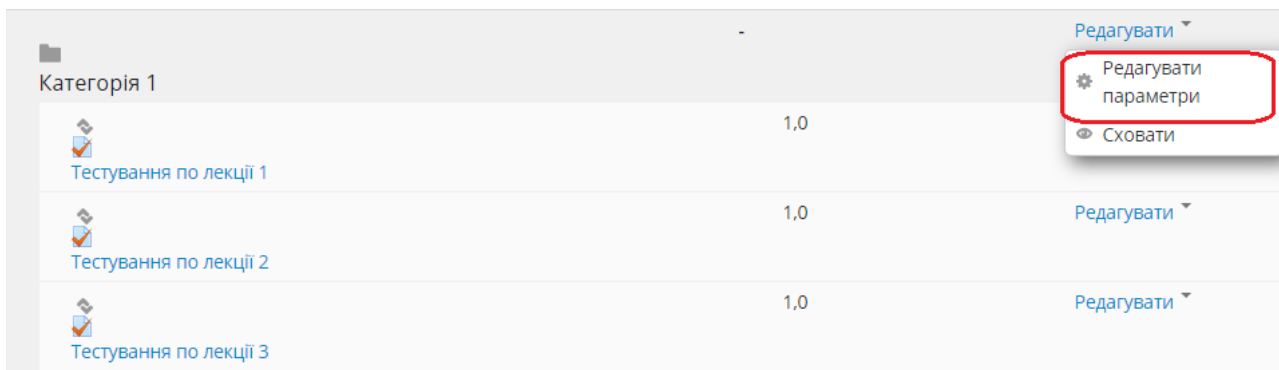 - Редагувати
Категорія 1
Редагувати
параметри
Сховати
1,0
Тестування по лекції 1
1,0 Редагувати
Тестування по лекції 2
1,0 Редагувати
Тестування по лекції 3